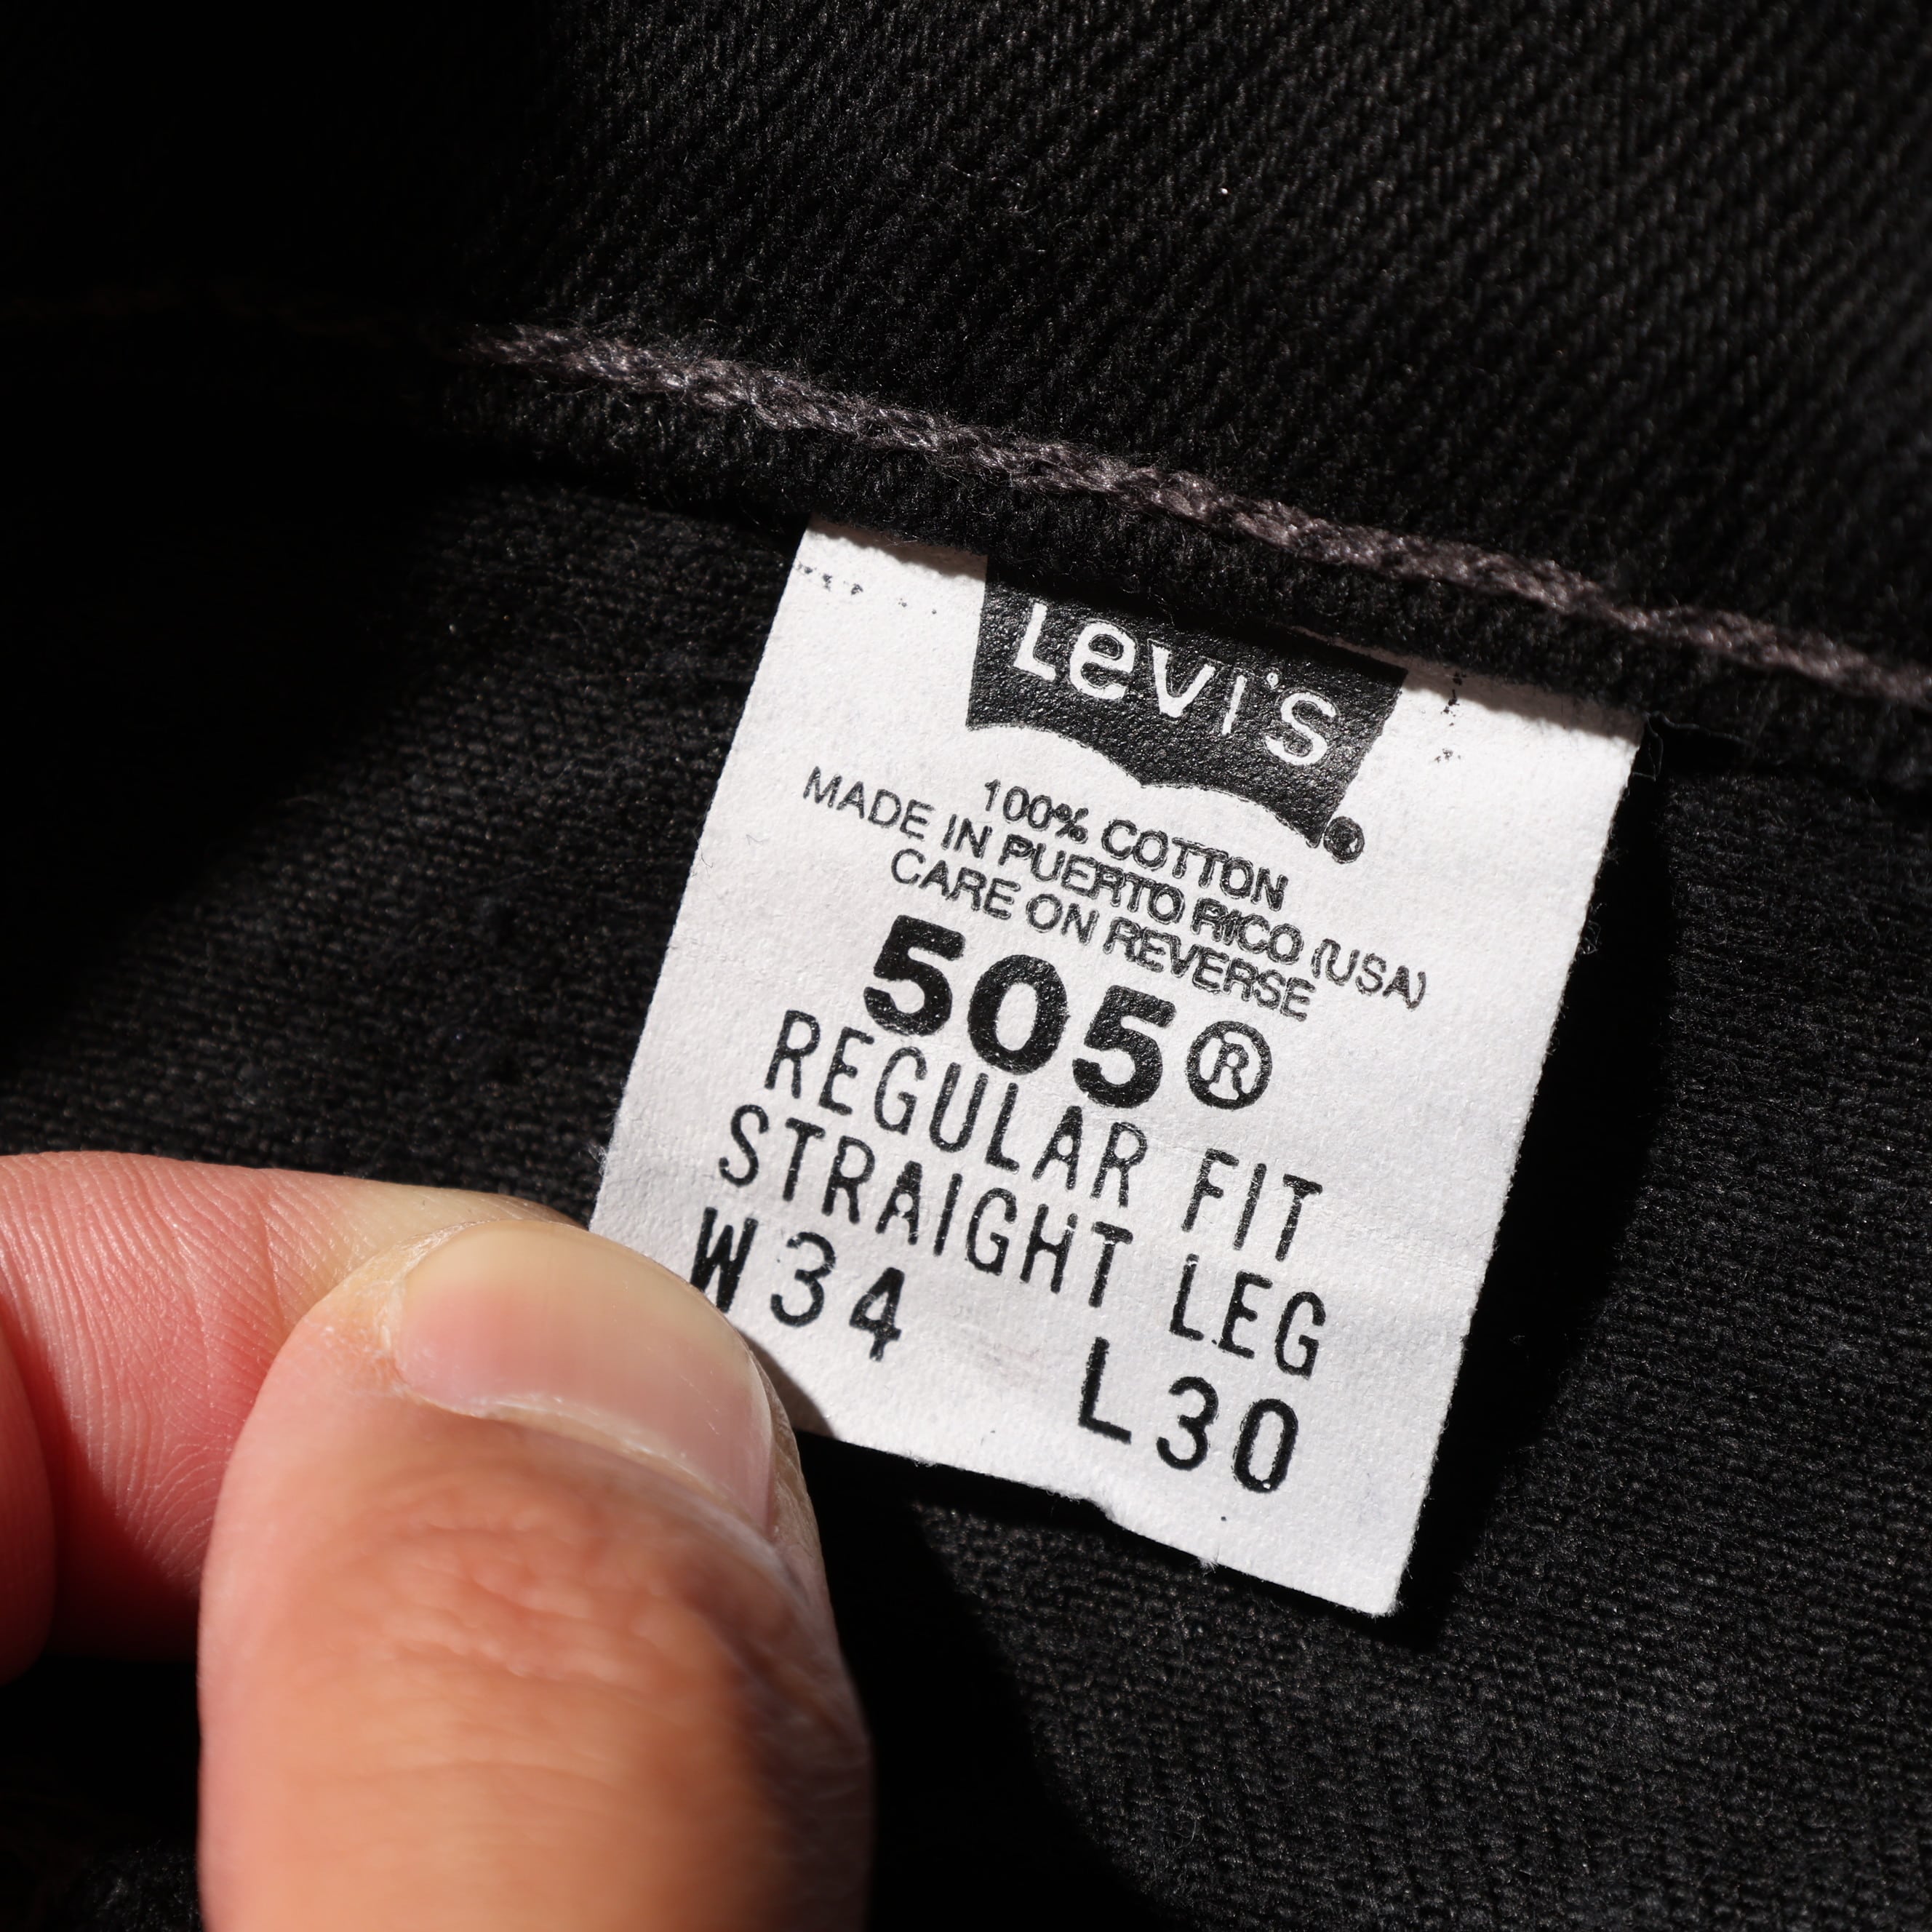 Levi's®
100% COTTON
MADE IN PUERTO RICO (USA)
CARE ON REVERSE
505®
REGULAR FIT
STRAIGHT LEG
W34 L30